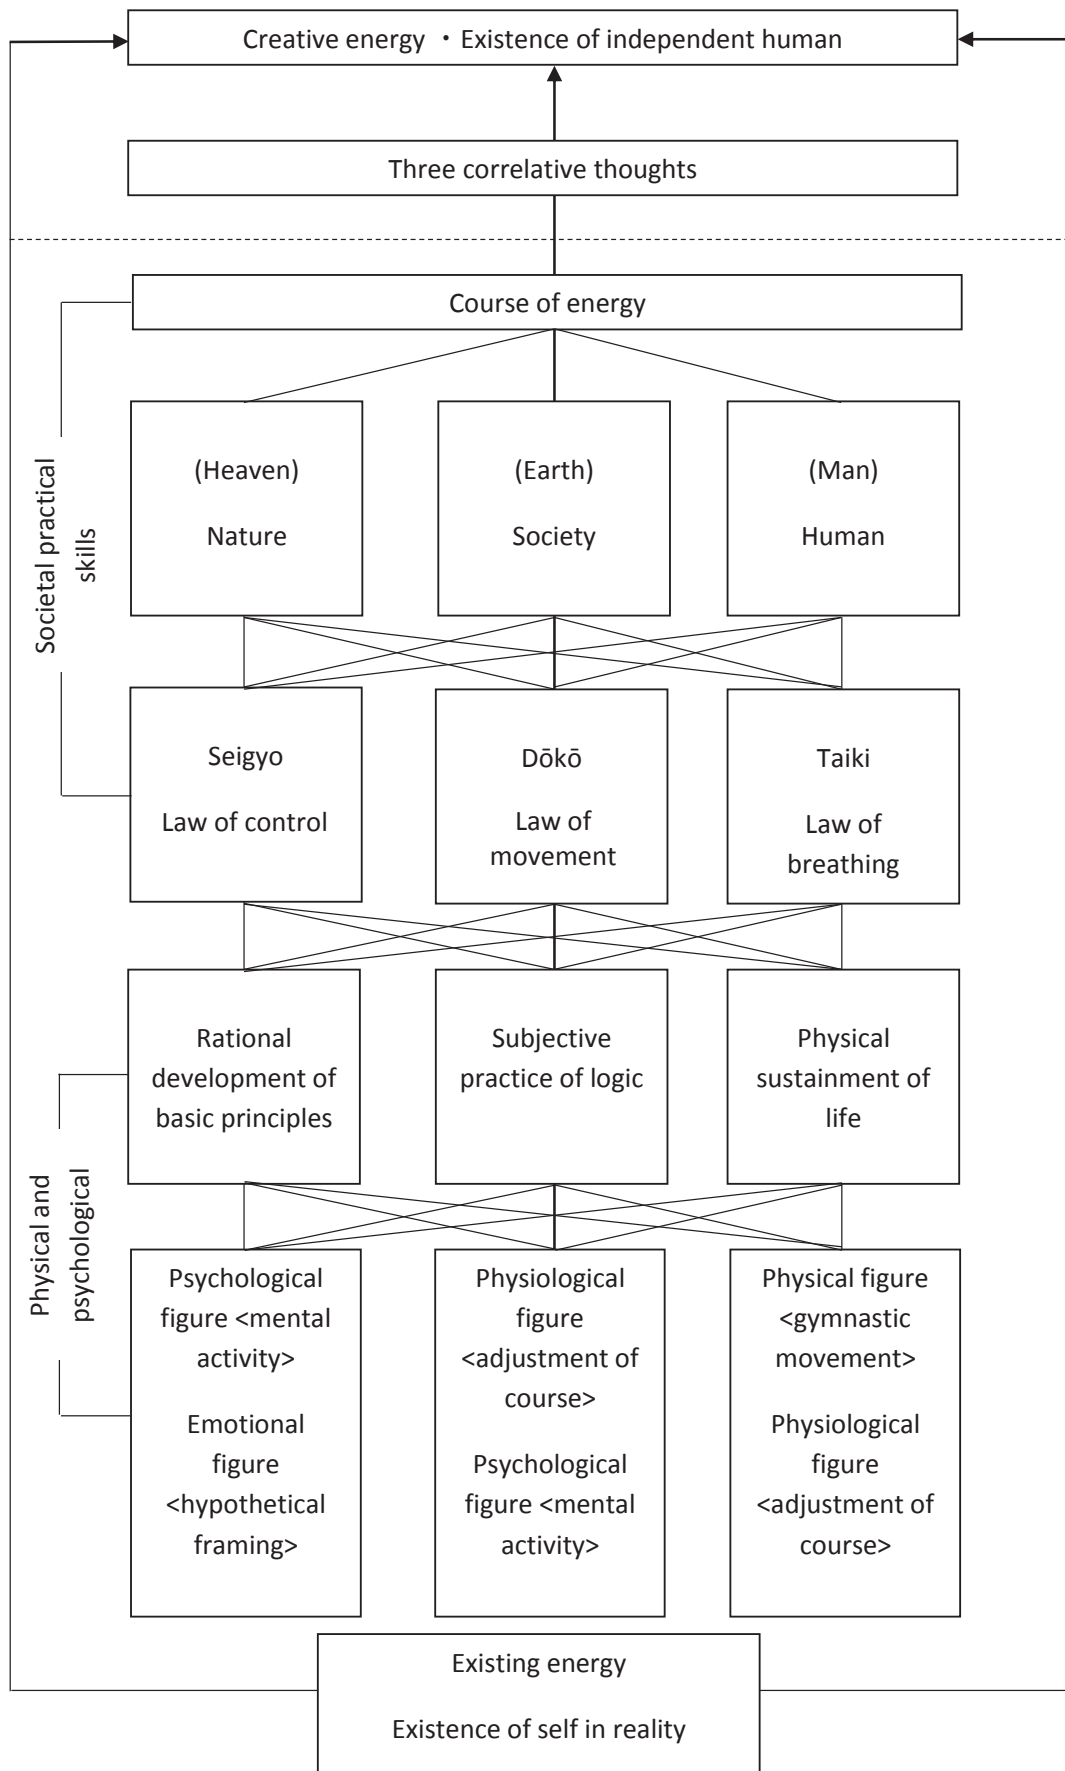 Creative energy ・ Existence of independent human
Three correlative thoughts
Course of energy
Societal practical
skills
(Heaven)
Nature
(Earth)
Society
(Man)
Human
Seigyo
Law of control
Dōkō
Law of
movement
Taiki
Law of
breathing
Physical and
psychological
Rational
development of
basic principles
Subjective
practice of logic
Physical
sustainment of
life
Psychological
figure <mental
activity>
Emotional
figure
<hypothetical
framing>
Physiological
figure
<adjustment of
course>
Psychological
figure <mental
activity>
Physical figure
<gymnastic
movement>
Physiological
figure
<adjustment of
course>
Existing energy
Existence of self in reality